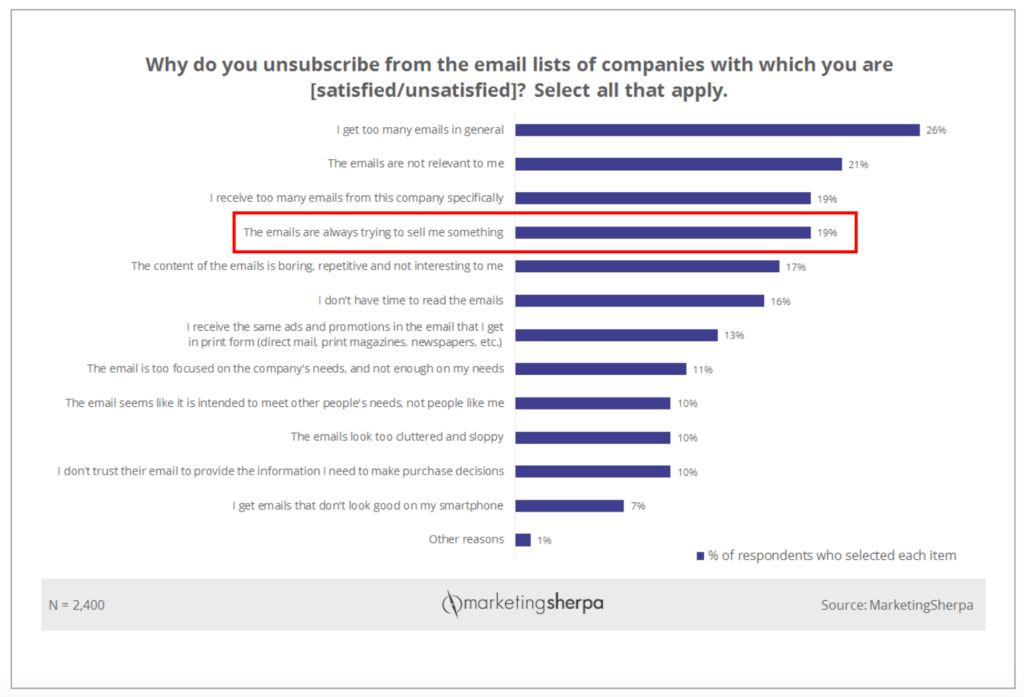 Why do you unsubscribe from the email lists of companies with which you are
[satisfied/unsatisfied]? Select all that apply.
I get too many emails in general 26%
The emails are not relevant to me 21%
I receive too many emails from this company specifically 19%
The emails are always trying to sell me something 19%
The content of the emails is boring, repetitive and not interesting to me 17%
I don't have time to read the emails 16%
I receive the same ads and promotions in the email that I get
in print form (direct mail, print magazines, newspapers, etc.) 13%
The email is too focused on the company's needs, and not enough on my needs 11%
The email seems like it is intended to meet other people's needs, not people like me 10%
The emails look too cluttered and sloppy 10%
I don't trust their email to provide the information I need to make purchase decisions 10%
I get emails that don't look good on my smartphone 7%
Other reasons 1%
% of respondents who selected each item
N = 2,400
marketingsherpa
Source: MarketingSherpa